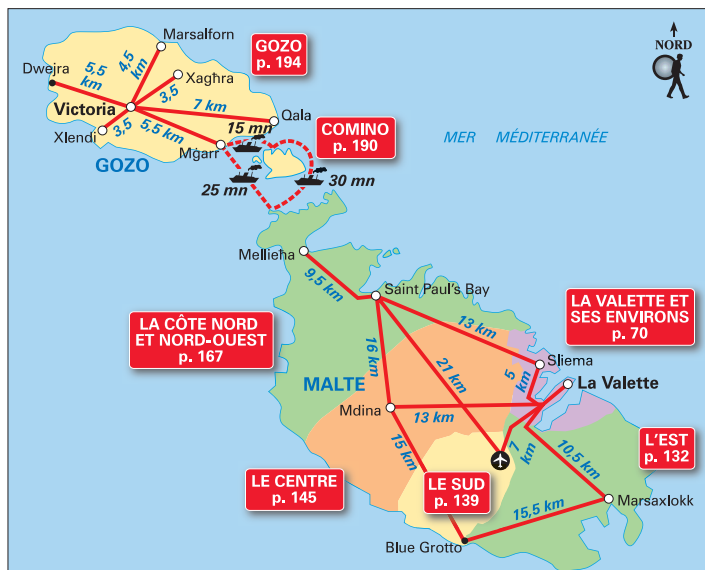 Marsalforn
GOZO
p. 194
NORD
Dwejra
5,5
km
4,5
km
Xagħra
3,5
Victoria
7 km
Qala
Xlendi
3,5
5,5 km
15 mn
Mġarr
GOZO
COMINO
p. 190
MER MÉDITERRANÉE
25 mn
30 mn
Mellieħa
9,5 km
Saint Paul's Bay
LA CÔTE NORD
ET NORD-OUEST
p. 167
LA VALETTE ET
SES ENVIRONS
p. 70
13 km
16 km
21 km
Sliema
5
km
La Valette
MALTE
Mdina
13 km
15 km
7
km
10,5 km
L'EST
p. 132
LE CENTRE
p. 145
LE SUD
p. 139
Marsaxlokk
15,5 km
Blue Grotto